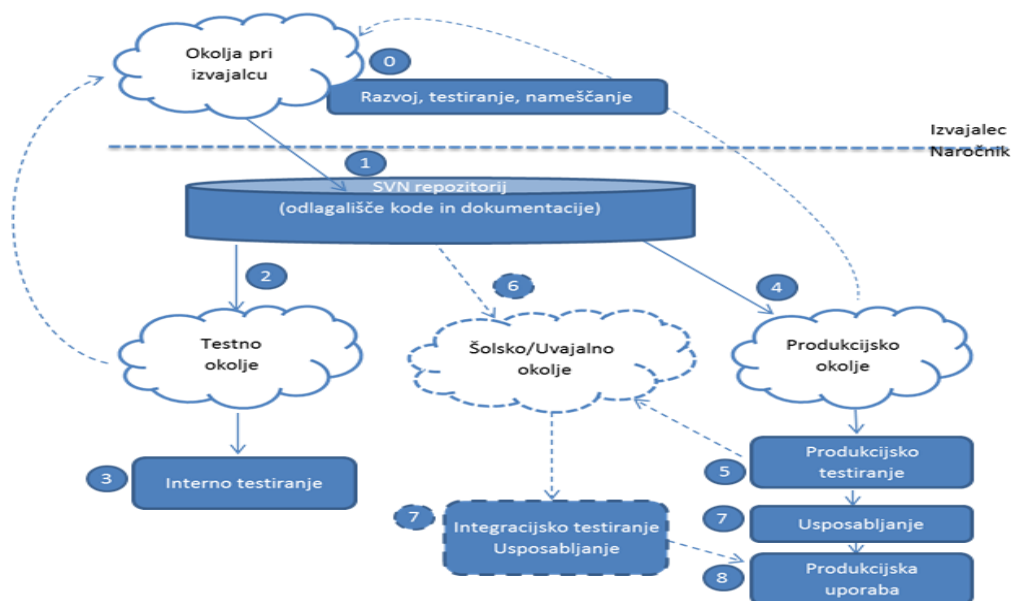 Okolja pri
izvajalcu
0
Razvoj, testiranje, nameščanje
Izvajalec
Naročnik
1
SVN repozitorij
(odlagališče kode in dokumentacije)
2
6
4
Testno
okolje
Šolsko/Uvajalno
okolje
Produkcijsko
okolje
3
Interno testiranje
5
Produkcijsko
testiranje
7
Integracijsko testiranje
Usposabljanje
7
Usposabljanje
8
Produkcijska
uporaba